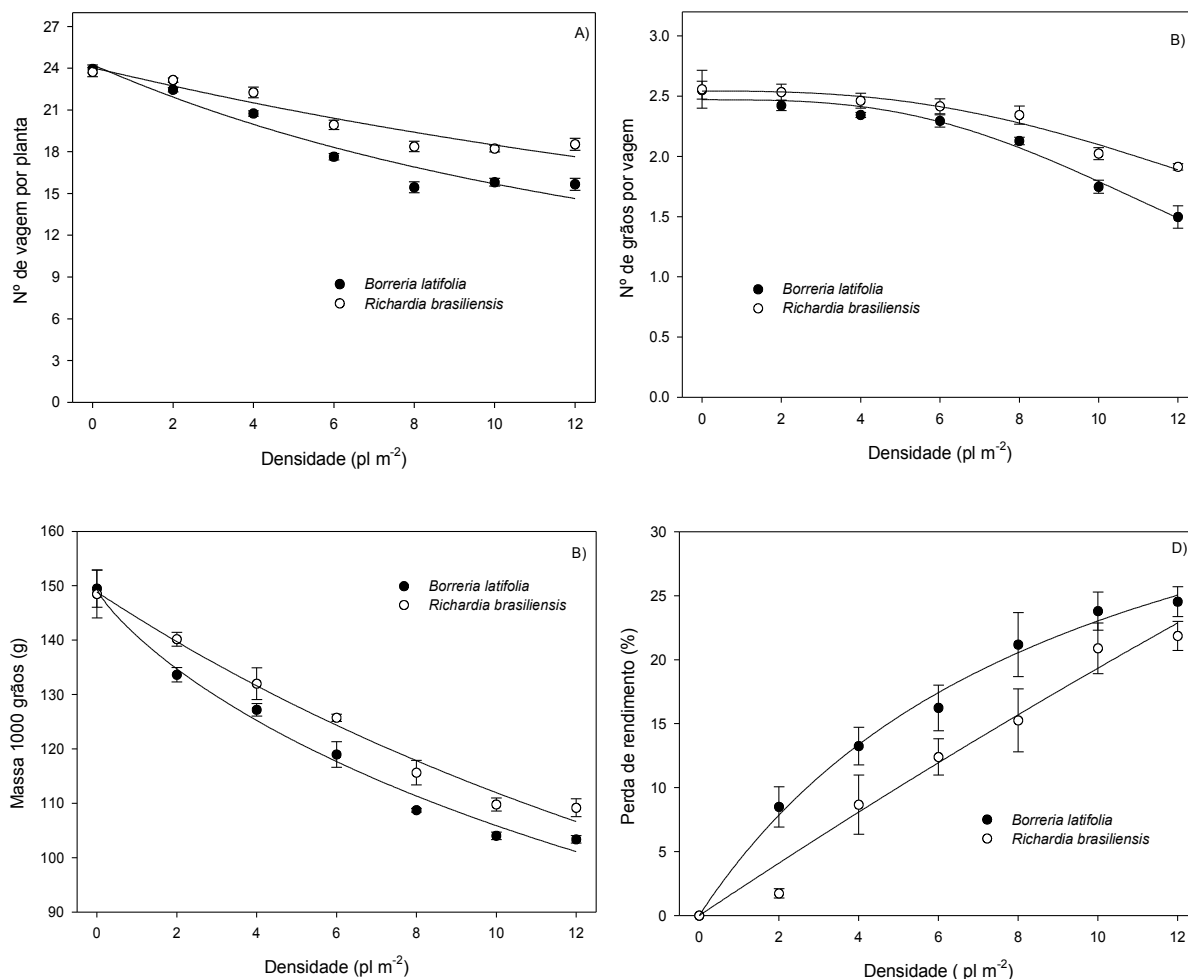 A)
24
21
18
15
12
9
6
3
0
Nº de vagem por planta
Borreria latifolia
Richardia brasiliensis
0 2 4 6 8 10 12
Densidade (pl m-2)
B)
3.0
2.5
2.0
1.5
1.0
0.5
0.0
Nº de grãos por vagem
Borreria latifolia
Richardia brasiliensis
0 2 4 6 8 10 12
Densidade (pl m-2)
B)
160
150
140
130
120
110
100
90
Massa 1000 grãos (g)
Borreria latifolia
Richardia brasiliensis
0 2 4 6 8 10 12
Densidade (pl m-2)
D)
30
25
20
15
10
5
0
Perda de rendimento (%)
Borreria latifolia
Richardia brasiliensis
0 2 4 6 8 10 12
Densidade ( pl m-2)